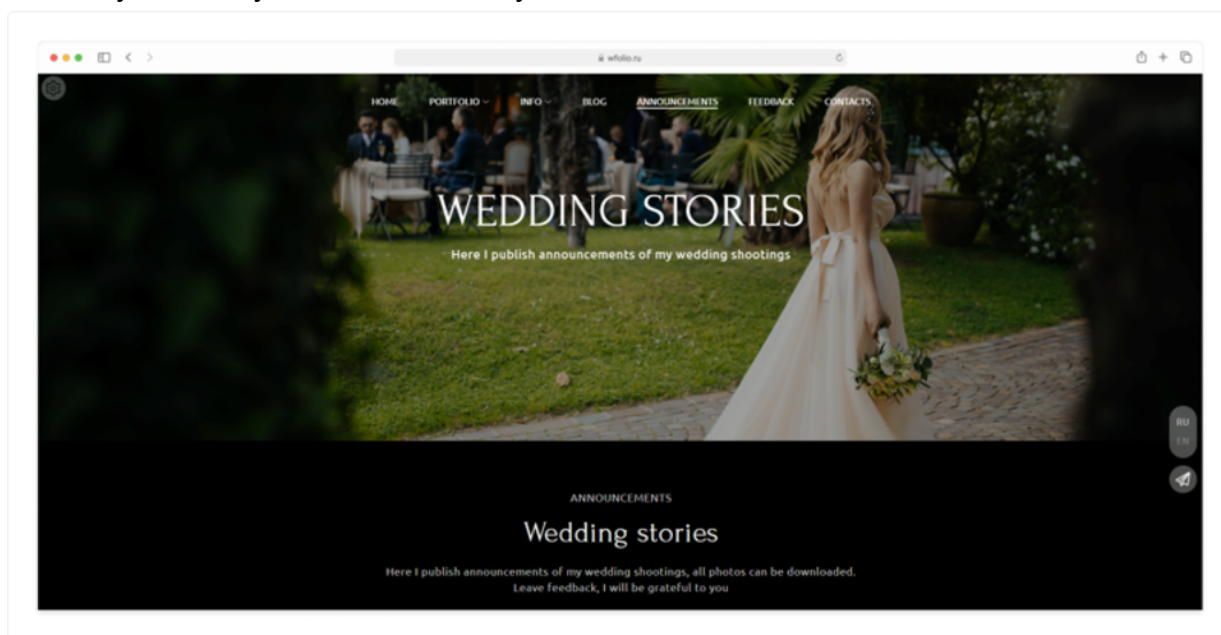 wfolio.ru
HOME PORTFOLIO INFO BLOG ANNOUNCEMENTS FEEDBACK CONTACTS
WEDDING STORIES
Here I publish announcements of my wedding shootings
RU
EN
ANNOUNCEMENTS
Wedding stories
Here I publish announcements of my wedding shootings, all photos can be downloaded.
Leave feedback, I will be grateful to you